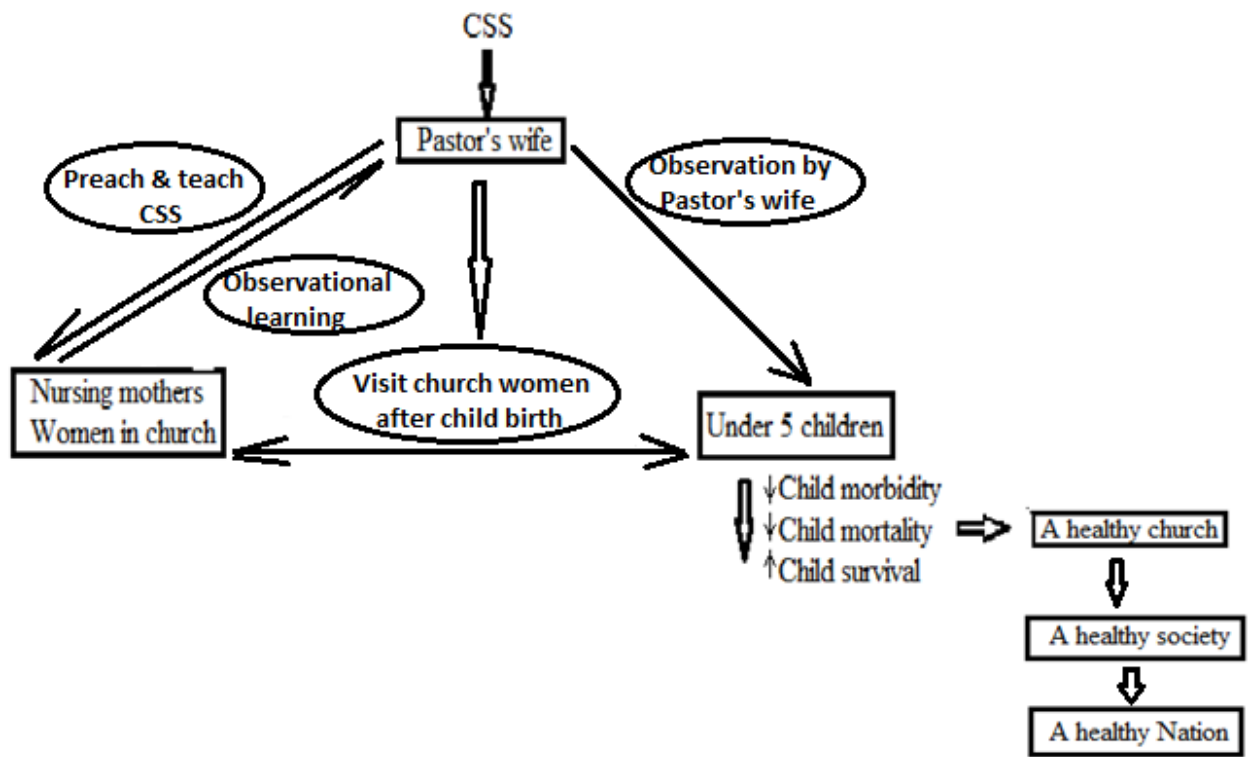 CSS
Pastor's wife
Preach & teach
CSS
Observation by
Pastor's wife
Observational
learning
Nursing mothers
Women in church
Visit church women
after child birth
Under 5 children
↓Child morbidity
↓Child mortality
↑Child survival
A healthy church
A healthy society
A healthy Nation